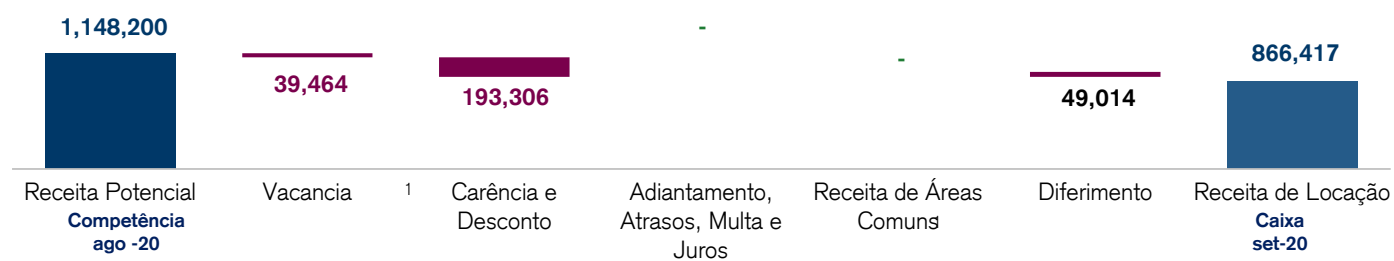 1,148,200
39,464
193,306
-
-
49,014
866,417
Receita Potencial
Competência
ago -20
Vacancia 1
Carência e
Desconto
Adiantamento,
Atrasos, Multa e
Juros
Receita de Áreas
Comuns
Diferimento
Receita de Locação
Caixa
set-20